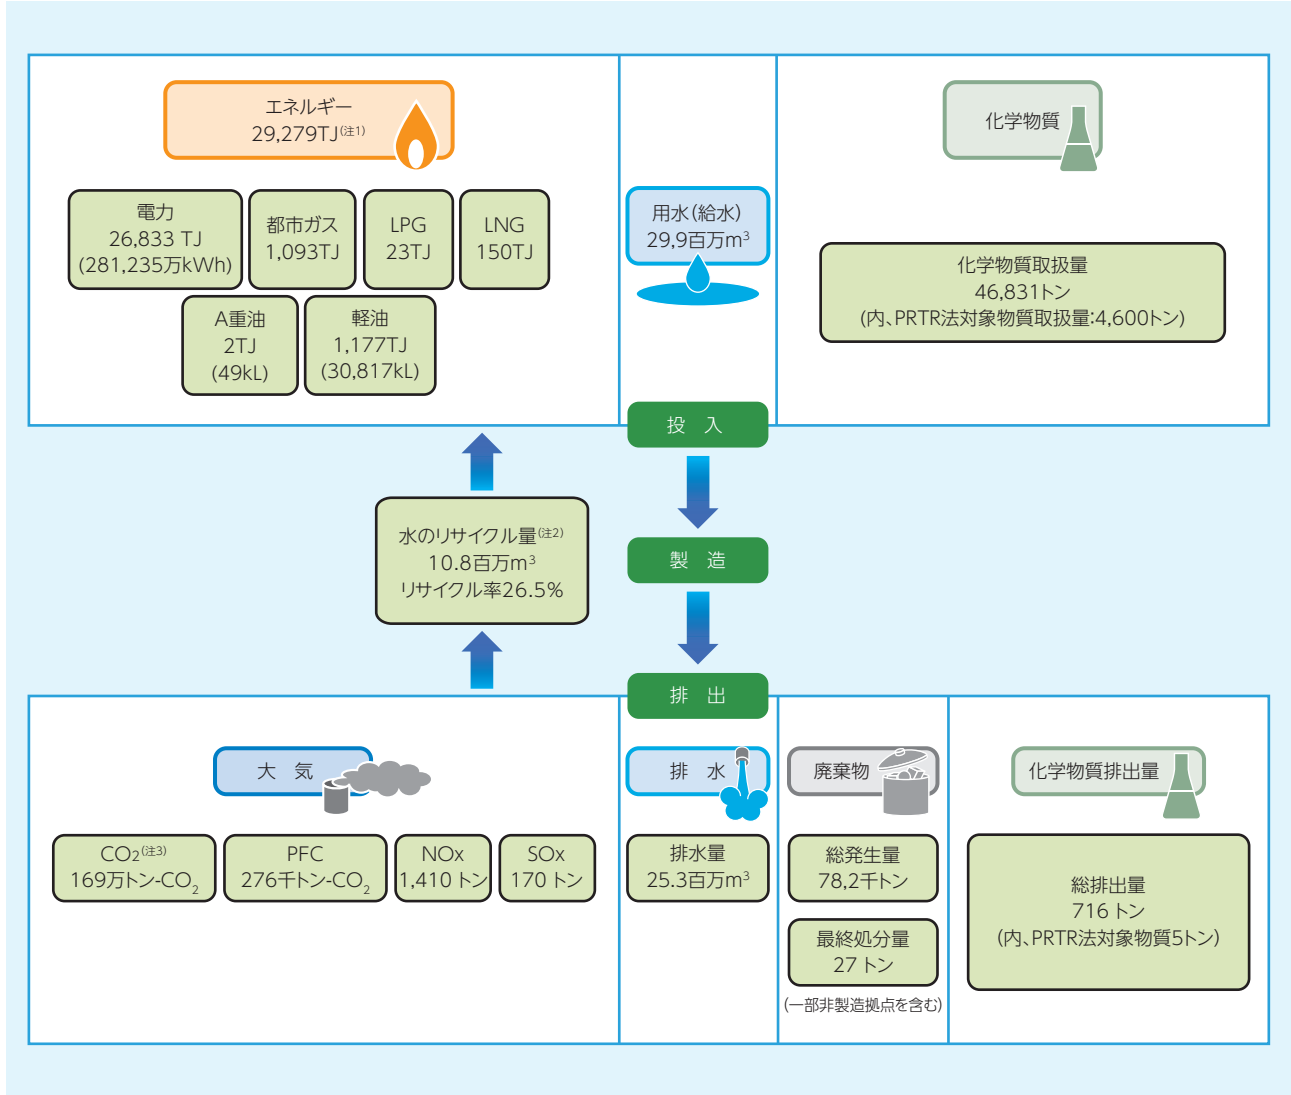 エネルギー
29,279TJ(注1)
電力
26,833 TJ
(281,235万kWh)
都市ガス
1,093TJ
LPG
23TJ
LNG
150TJ
A重油
2TJ
(49kL)
軽油
1,177TJ
(30,817kL)
用水(給水)
29,9百万m³
化学物質
化学物質取扱量
46,831トン
(内、PRTR法対象物質取扱量:4,600トン)
投 入
水のリサイクル量(注2)
10.8百万m³
リサイクル率26.5%
製 造
排 出
大 気
CO2(注3)
169万トン-CO₂
PFC
276千トン-CO₂
NOx
1,410 トン
SOx
170 トン
排 水
排水量
25.3百万m³
廃棄物
総発生量
78,2千トン
最終処分量
27 トン
(一部非製造拠点を含む)
化学物質排出量
総排出量
716 トン
(内、PRTR法対象物質5トン)